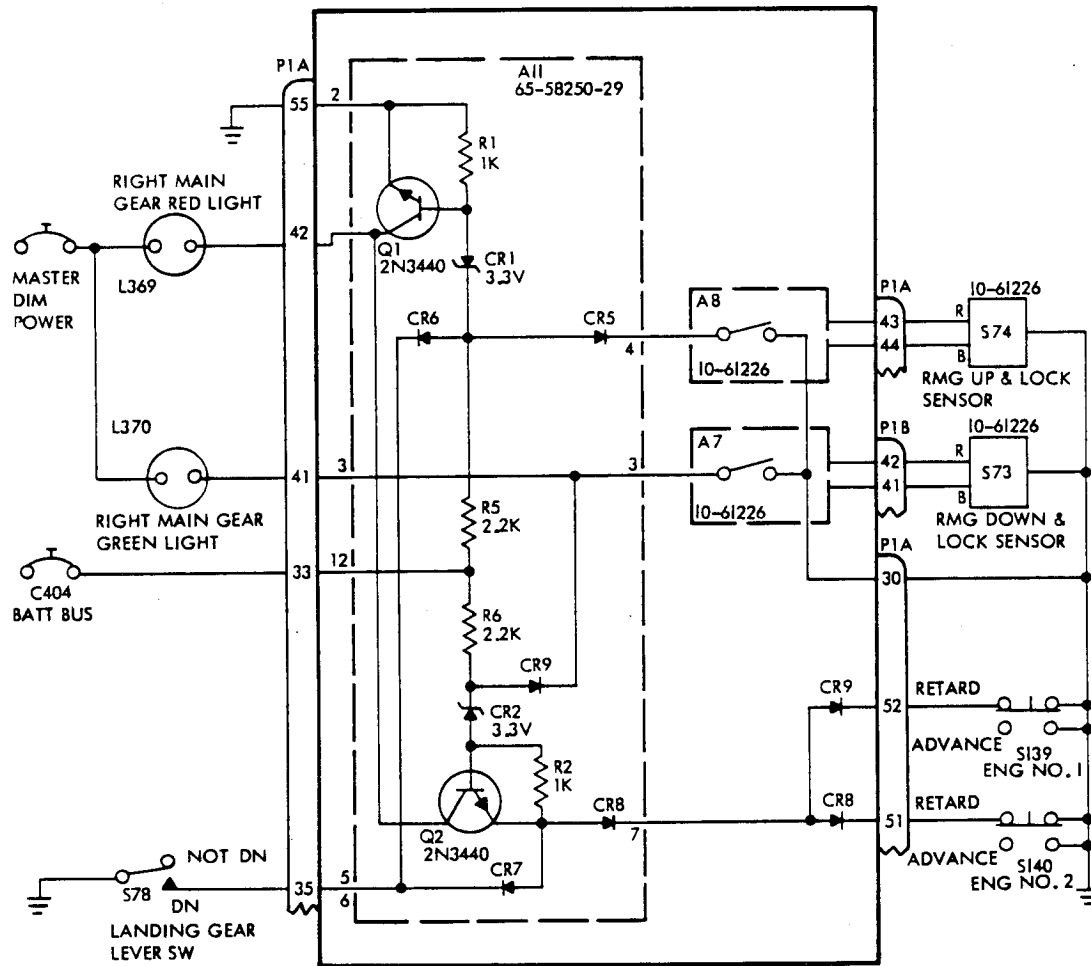 P1A
A11
65-58250-29
55
2
R1
1K
RIGHT MAIN
GEAR RED LIGHT
42
Q1
2N3440
CR1
3.3V
MASTER
DIM
POWER
L369
CR6
CR5
4
A8
10-61226
P1A
43
44
R
B
10-61226
S74
RMG UP & LOCK
SENSOR
L370
41
3
3
A7
10-61226
P1B
42
41
R
B
10-61226
S73
RMG DOWN &
LOCK SENSOR
RIGHT MAIN GEAR
GREEN LIGHT
R5
2.2K
33
12
C404
BATT BUS
P1A
30
R6
2.2K
CR9
CR2
3.3V
R2
1K
CR9
52
RETARD
ADVANCE
S139
ENG NO. 1
Q2
2N3440
CR8
7
CR8
51
RETARD
ADVANCE
S140
ENG NO. 2
NOT DN
S78
DN
35
5
6
CR7
LANDING GEAR
LEVER SW